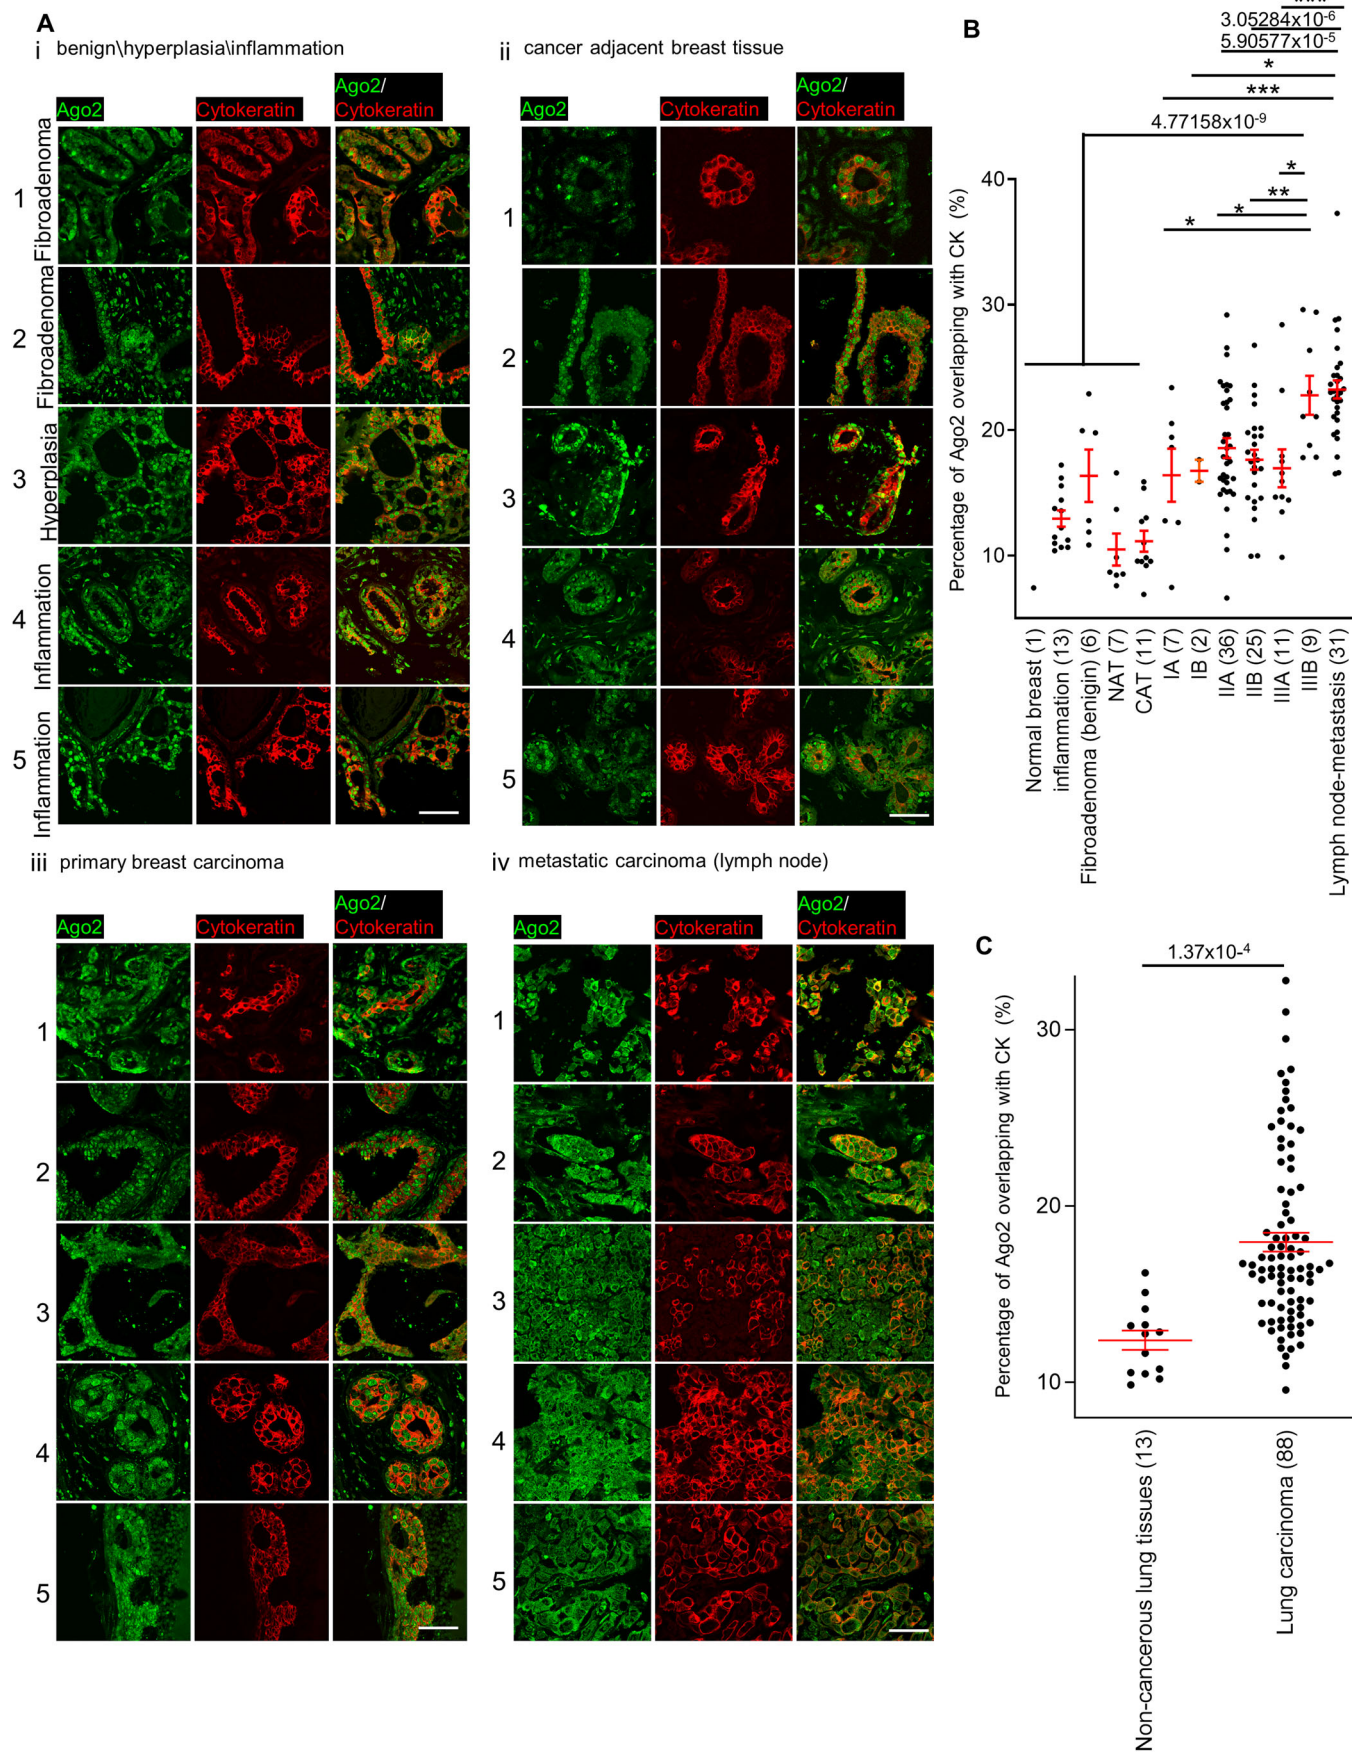 A
i benign\hyperplasia\inflammation
Ago2
Cytokeratin
Ago2/
Cytokeratin
1
Fibroadenoma
2
Fibroadenoma
3
Hyperplasia
4
Inflammation
5
Inflammation
ii cancer adjacent breast tissue
Ago2
Cytokeratin
Ago2/
Cytokeratin
1
2
3
4
5
iii primary breast carcinoma
Ago2
Cytokeratin
Ago2/
Cytokeratin
1
2
3
4
5
iv metastatic carcinoma (lymph node)
Ago2
Cytokeratin
Ago2/
Cytokeratin
1
2
3
4
5
B
3.05284x10-6
5.90577x10-5
*
***
4.77158x10-9
*
**
*
*
Percentage of Ago2 overlapping with CK (%)
40
30
20
10
Normal breast (1)
inflammation (13)
Fibroadenoma (benigin) (6)
NAT (7)
CAT (11)
IA (7)
IB (2)
IIA (36)
IIB (25)
IIIA (11)
IIIB (9)
Lymph node-metastasis (31)
C
1.37x10-4
Percentage of Ago2 overlapping with CK (%)
30
20
10
Non-cancerous lung tissues (13)
Lung carcinoma (88)